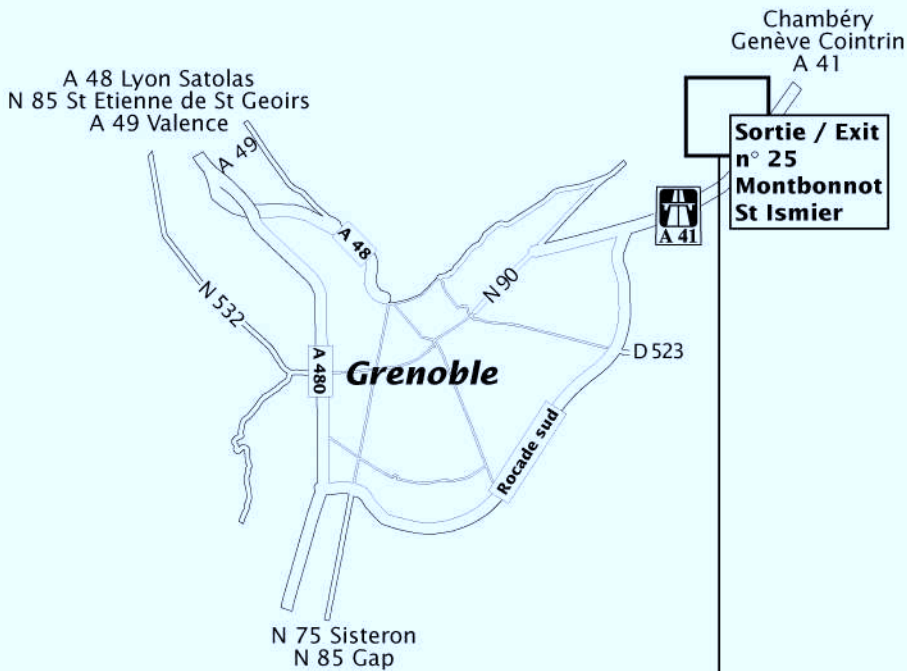 Chambéry
Genève Cointrin
A 41
A 48 Lyon Satolas
N 85 St Etienne de St Geoirs
A 49 Valence
Sortie / Exit
n° 25
Montbonnot
St Ismier
A 49
A 41
A 48
N 90
N 532
D 523
A 480
Grenoble
Rocade sud
N 75 Sisteron
N 85 Gap